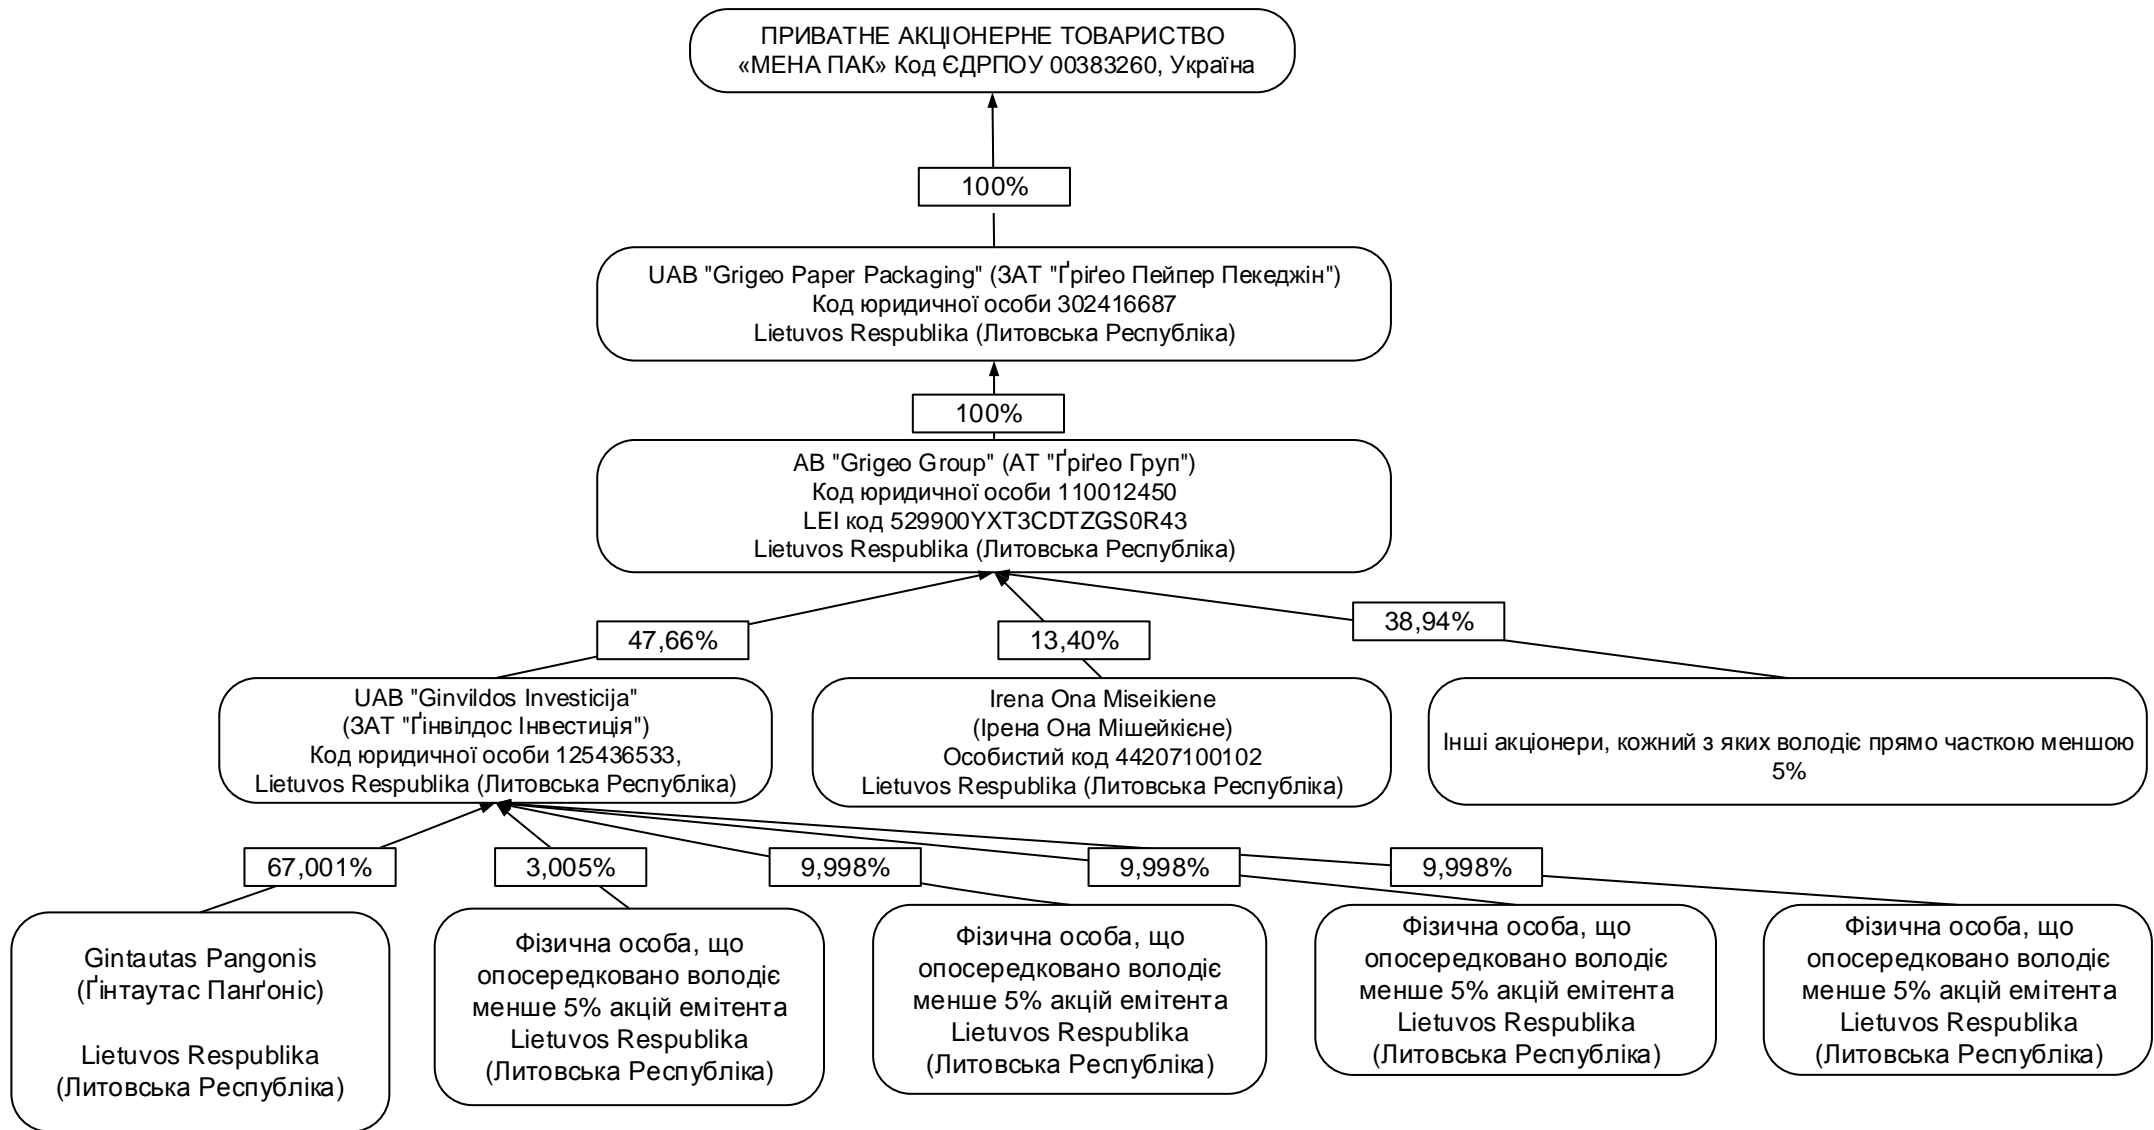 ПРИВАТНЕ АКЦІОНЕРНЕ ТОВАРИСТВО
«МЕНА ПАК» Код ЄДРПОУ 00383260, Україна
100%
UAB "Grigeo Paper Packaging" (ЗАТ "Ґріґео Пейпер Пекеджін")
Код юридичної особи 302416687
Lietuvos Respublika (Литовська Республіка)
100%
AB "Grigeo Group" (АТ "Ґріґео Груп")
Код юридичної особи 110012450
LEI код 529900YXT3CDTZGS0R43
Lietuvos Respublika (Литовська Республіка)
47,66%
13,40%
38,94%
UAB "Ginvildos Investicija"
(ЗАТ "Ґінвілдос Інвестиція")
Код юридичної особи 125436533,
Lietuvos Respublika (Литовська Республіка)
Irena Ona Miseikiene
(Ірена Она Мішейкієне)
Особистий код 44207100102
Lietuvos Respublika (Литовська Республіка)
Інші акціонери, кожний з яких володіє прямо часткою меншою
5%
67,001%
3,005%
9,998%
9,998%
9,998%
Gintautas Pangonis
(Ґінтаутас Панґоніс)
Lietuvos Respublika
(Литовська Республіка)
Фізична особа, що
опосередковано володіє
менше 5% акцій емітента
Lietuvos Respublika
(Литовська Республіка)
Фізична особа, що
опосередковано володіє
менше 5% акцій емітента
Lietuvos Respublika
(Литовська Республіка)
Фізична особа, що
опосередковано володіє
менше 5% акцій емітента
Lietuvos Respublika
(Литовська Республіка)
Фізична особа, що
опосередковано володіє
менше 5% акцій емітента
Lietuvos Respublika
(Литовська Республіка)